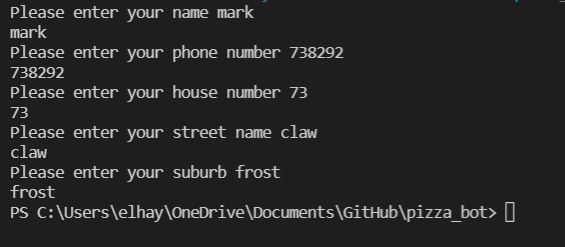 Please enter your name mark
mark
Please enter your phone number 738292
738292
Please enter your house number 73
73
Please enter your street name claw
claw
Please enter your suburb frost
frost
PS C:\Users\elhay\OneDrive\Documents\GitHub\pizza_bot>